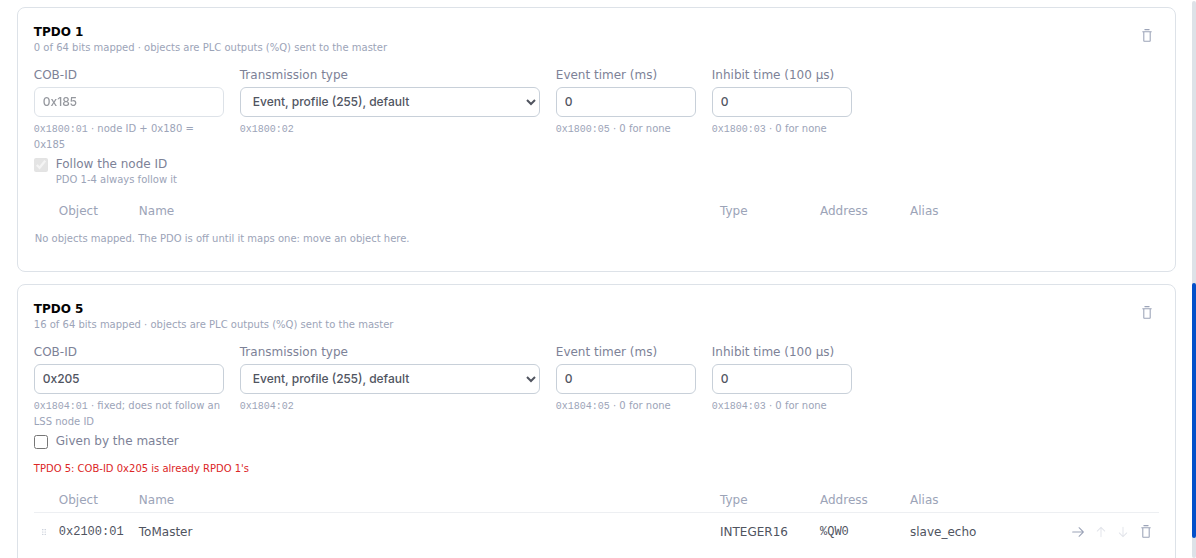 TPDO 1
0 of 64 bits mapped · objects are PLC outputs (%Q) sent to the master
COB-ID Transmission type Event timer (ms) Inhibit time (100 µs)
0x185 Event, profile (255), default 0 0
0x1800:01 · node ID + 0x180 = 0x1800:02 0x1800:05 · 0 for none 0x1800:03 · 0 for none
0x185
Follow the node ID
PDO 1-4 always follow it
Object Name Type Address Alias
No objects mapped. The PDO is off until it maps one: move an object here.
TPDO 5
16 of 64 bits mapped · objects are PLC outputs (%Q) sent to the master
COB-ID Transmission type Event timer (ms) Inhibit time (100 µs)
0x205 Event, profile (255), default 0 0
0x1804:01 · fixed; does not follow an 0x1804:02 0x1804:05 · 0 for none 0x1804:03 · 0 for none
LSS node ID
Given by the master
TPDO 5: COB-ID 0x205 is already RPDO 1's
Object Name Type Address Alias
0x2100:01 ToMaster INTEGER16 %QW0 slave_echo